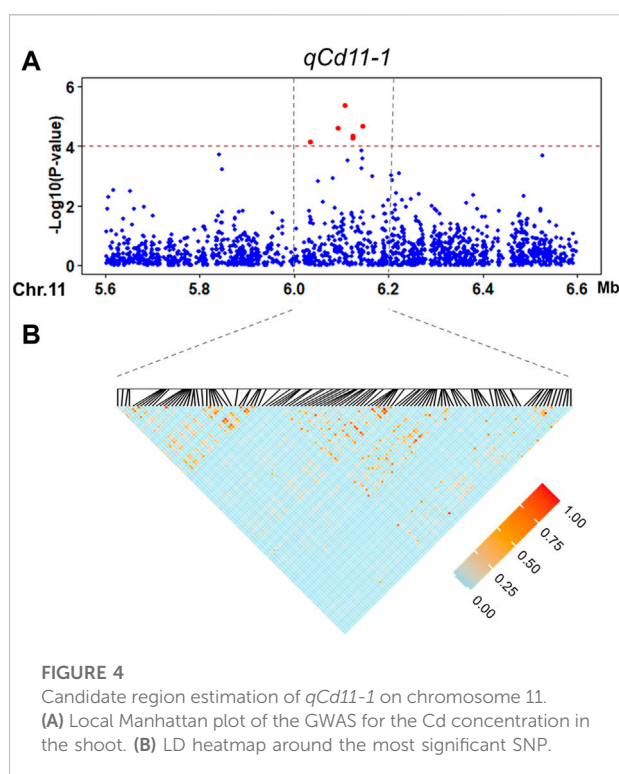 A
qCd11-1
6
4
2
0
-Log10(P-value)
Chr.11
5.6
5.8
6.0
6.2
6.4
6.6
Mb
B
1.00
0.75
0.50
0.25
0.00
FIGURE 4
Candidate region estimation of qCd11-1 on chromosome 11.
(A) Local Manhattan plot of the GWAS for the Cd concentration in
the shoot. (B) LD heatmap around the most significant SNP.